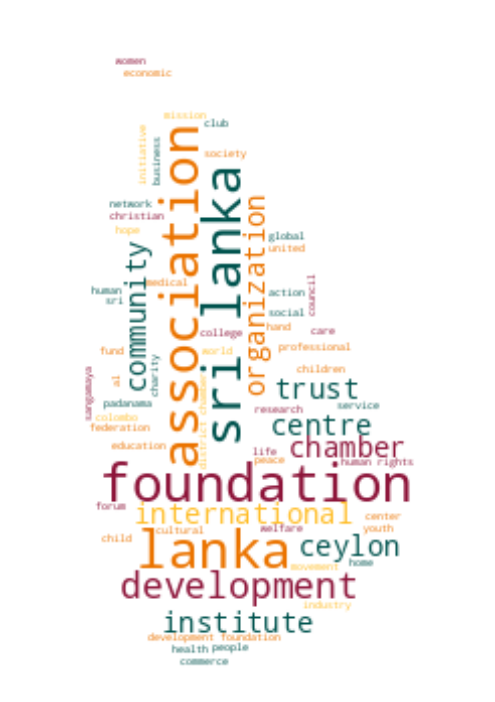 women
economic
mission
club
initiative
business
association
society
sri lanka
organization
network
christian
hope
global
united
community
medical
human
sri
action
council
social
hand
college
care
world
professional
fund
al
charity
children
sangamaya
trust
district chamber
padanama
research
service
colombo
federation
centre
education
chamber
life
peace
human rights
foundation
forum
international
center
youth
cultural
welfare
child
lanka
ceylon
home
movement
development
industry
institute
development foundation
health
people
commerce